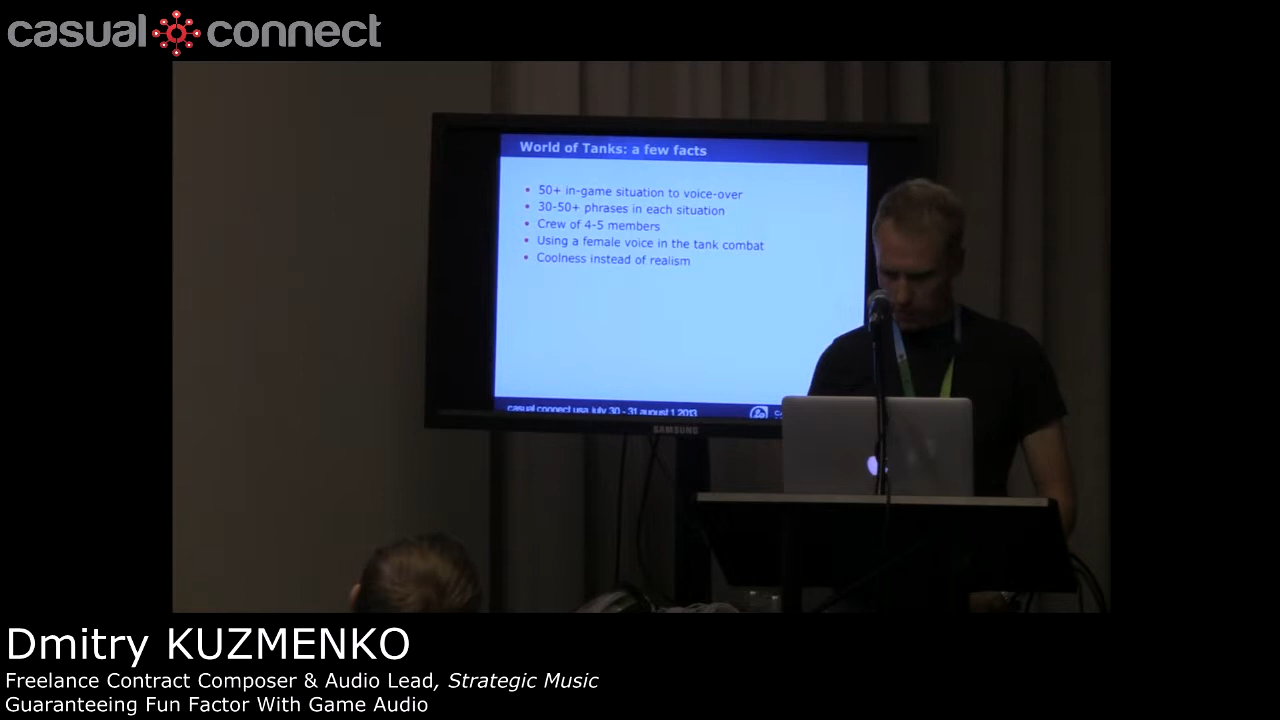 casual connect
World of Tanks: a few facts
• 50+ in-game situation to voice-over
• 30-50+ phrases in each situation
• Crew of 4-5 members
• Using a female voice in the tank combat
• Coolness instead of realism
casual connect usa july 30 - 31 august 1 2013
SAMSUNG
Dmitry KUZMENKO
Freelance Contract Composer & Audio Lead, Strategic Music
Guaranteeing Fun Factor With Game Audio